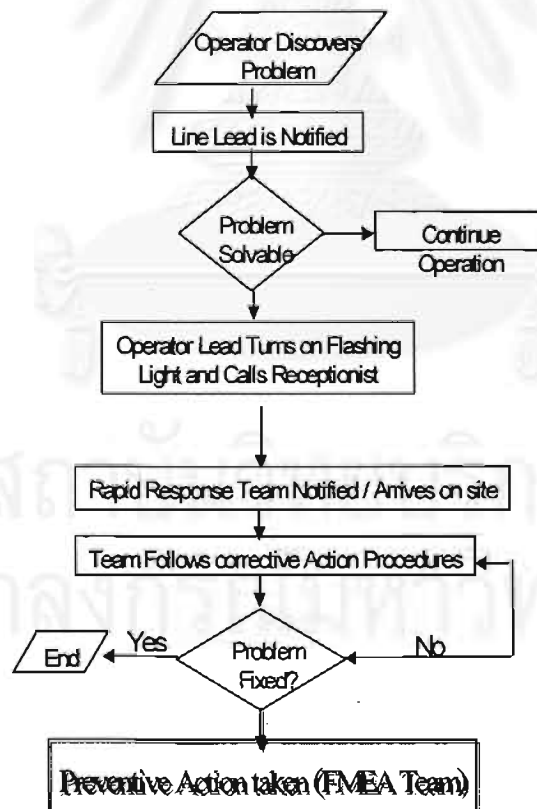 Operator Discovers
Problem
Line Lead is Notified
Problem
Solvable
Continue
Operation
Operator Lead Turns on Flashing
Light and Calls Receptionist
Rapid Response Team Notified / Arrives on site
Team Follows corrective Action Procedures
Problem
Fixed?
Yes
No
End
Preventive Action taken (FMEA Team)